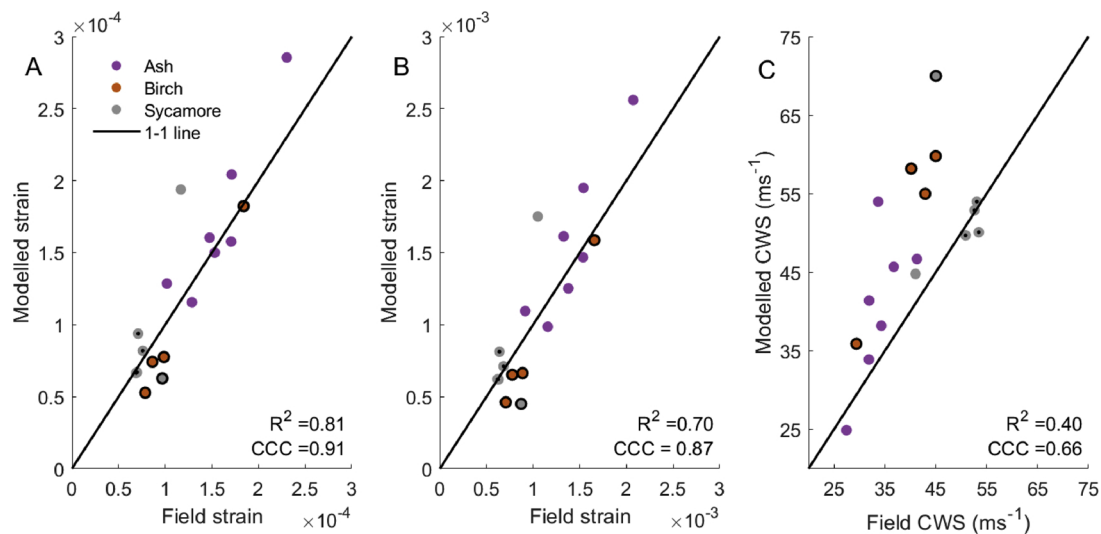 ×10⁻⁴
A
3
2.5
2
1.5
1
0.5
0
Modelled strain
Ash
Birch
Sycamore
1-1 line
R² =0.81
CCC =0.91
0 0.5 1 1.5 2 2.5 3
Field strain
×10⁻⁴
×10⁻³
B
3
2.5
2
1.5
1
0.5
0
Modelled strain
R² =0.70
CCC = 0.87
0 0.5 1 1.5 2 2.5 3
Field strain
×10⁻³
C
75
65
55
45
35
25
Modelled CWS (ms⁻¹)
R² =0.40
CCC =0.66
25 35 45 55 65 75
Field CWS (ms⁻¹)